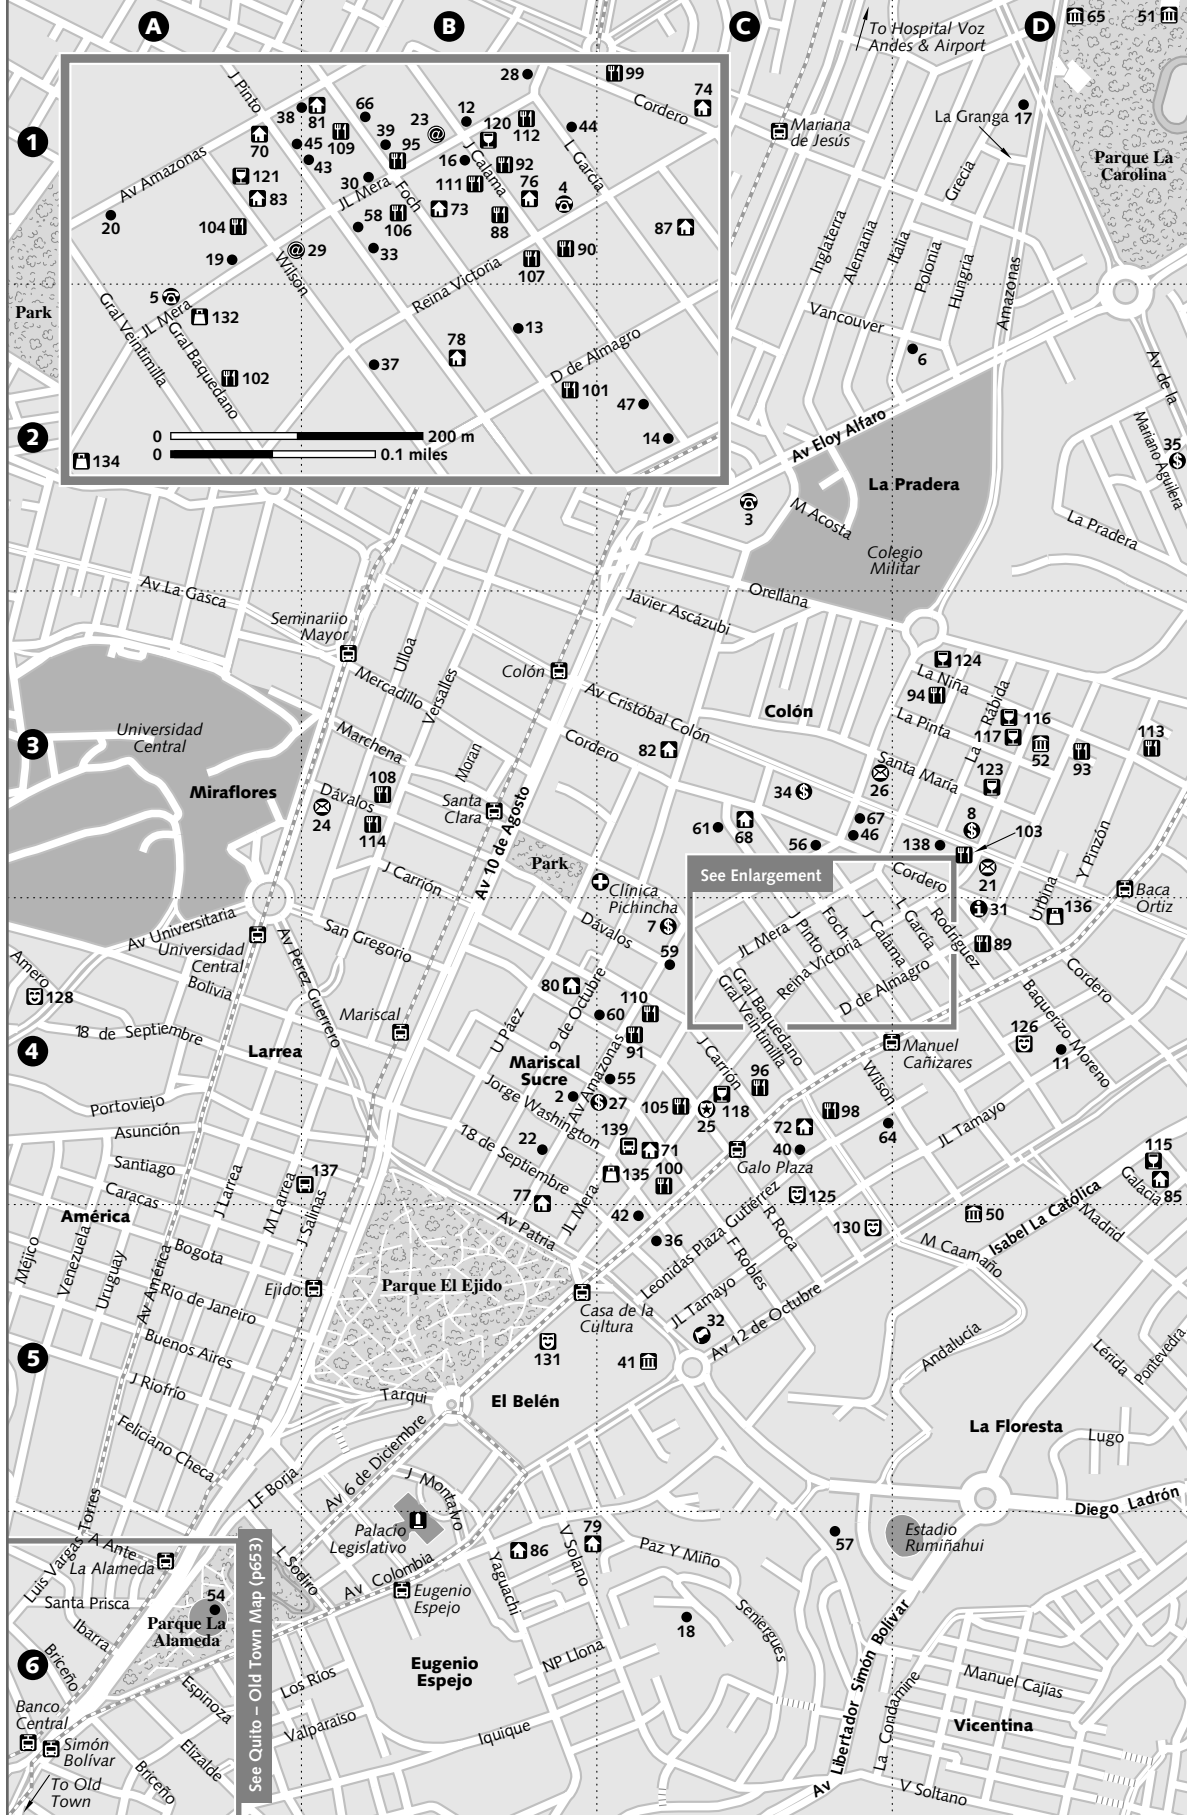 A
B
C
D
65
51
To Hospital Voz
Andes & Airport
28
99
74
Cordero
J Pinto
38
81
66
39
23
12
120
112
44
La Granga
17
Mariana
de Jesús
1
70
45
109
95
43
16
J Calama
92
L García
Parque La
Carolina
Av Amazonas
121
83
30
JL Mera
Foch
111
76
4
Grecia
20
104
58
106
73
88
87
19
29
33
90
107
Wilson
Reina Victoria
Inglaterra
Alemania
Italia
Polonia
Hungria
Amazonas
Park
5
JL Mera
132
Gral Veintimilla
Gral Baquedano
13
78
D de Almagro
Vancouver
6
Av de la
37
102
101
47
14
Mariano Aguilera
35
2
0
200 m
0
0.1 miles
134
Av Eloy Alfaro
La Pradera
3
M Acosta
La Pradera
Colegio
Militar
Av La Gasca
Orellana
Javier Ascázubi
Seminariio
Mayor
Ulloa
Colón
124
La Niña
94
Mercadillo
Versalles
Av Cristóbal Colón
Colón
La Pinta
La Rábida
116
117
52
93
113
3
Universidad
Central
Marchena
Moran
Cordero
82
Santa María
26
123
Miraflores
108
Dávalos
24
114
Santa
Clara
Av 10 de Agosto
34
61
68
67
46
56
138
8
103
Park
See Enlargement
Cordero
21
Y Pinzón
J Carrión
Clínica
Pichincha
Urbina
136
Baca
Ortiz
Av Universitaria
Universidad
Central
San Gregorio
Dávalos
7
59
JL Mera
J Pinto
Foch
J Calama
L García
Rodriguez
31
89
Reina Victoria
D de Almagro
Gral Baquedano
Gral Veintimilla
Amero
128
Bolivia
Av Perez Guerrero
80
9 de Octubre
60
110
91
Cordero
Baquerizo Moreno
126
11
18 de Septiembre
Mariscal
U Paez
4
Larrea
Mariscal
Sucre
Av Amazonas
55
J Carrión
96
Manuel
Cañizares
Wilson
Portoviejo
Jorge Washington
2
27
105
25
118
98
72
64
JL Tamayo
Asunción
139
22
71
40
Galo Plaza
115
Santiago
137
18 de Septiembre
135
100
125
Galacia
85
Caracas
J Larrea
M Larrea
J Salinas
77
JL Mera
42
Leonidas Plaza Gutiérrez
R Roca
130
50
Isabel La Católica
Madrid
América
Av Patria
36
F Robles
M Caamaño
Méjico
Venezuela
Uruguay
Av América
Bogota
Rio de Janeiro
Ejido
Parque El Ejido
Casa de la
Cultura
JL Tamayo
32
Av 12 de Octubre
Andalucía
Lérida
Pontevedra
5
Buenos Aires
131
41
J Riofrío
Tarqui
El Belén
La Floresta
Lugo
Feliciano Checa
LF Borja
Av 6 de Diciembre
J Montalvo
Diego Ladrón
Luis Vargas Torres
A Ante
La Alameda
L Sodiro
Palacio
Legislativo
V Solano
79
86
Paz Y Miño
57
Estadio
Rumiñahui
54
Santa Prisca
Av Colombia
Eugenio
Espejo
Yaguachi
Parque La
Alameda
18
Seniergues
Ibarra
See Quito – Old Town Map (p653)
6
Briceño
Eugenio
Espejo
NP Llona
Av Libertador Simón Bolívar
Manuel Cajías
Banco
Central
Espinoza
Los Ríos
La Condamine
Simón
Bolívar
Elizalde
Valparaiso
Iquique
Vicentina
To Old
Town
Briceño
V Soltano